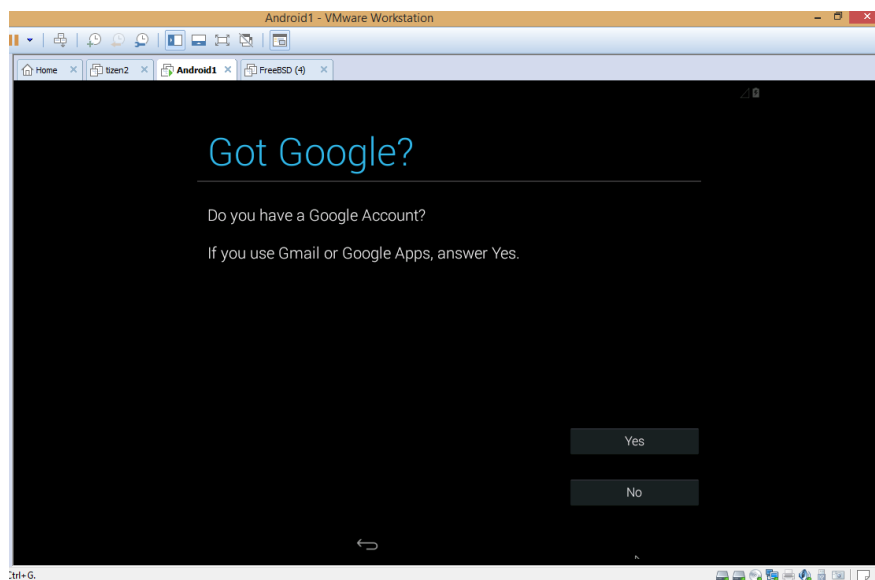 Android1 - VMware Workstation
Home tizen2 Android1 FreeBSD (4)
Got Google?
Do you have a Google Account?
If you use Gmail or Google Apps, answer Yes.
Yes
No
trl+G.